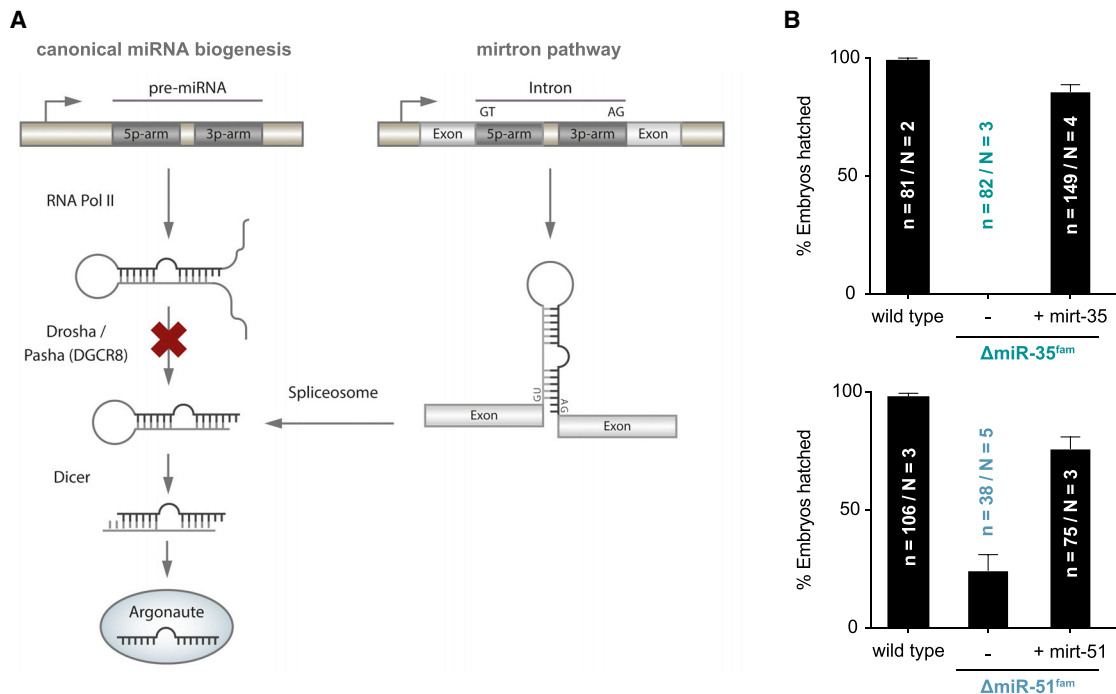 A
canonical miRNA biogenesis
pre-miRNA
5p-arm 3p-arm
RNA Pol II
Drosha /
Pasha (DGCR8)
Dicer
Argonaute
mirtron pathway
Intron
GT AG
Exon 5p-arm 3p-arm Exon
GU AG
Exon Exon
Spliceosome
B
% Embryos hatched
100
50
0
n = 81 / N = 2
n = 82 / N = 3
n = 149 / N = 4
wild type - + mirt-35
ΔmiR-35fam
% Embryos hatched
100
50
0
n = 106 / N = 3
n = 38 / N = 5
n = 75 / N = 3
wild type - + mirt-51
ΔmiR-51fam